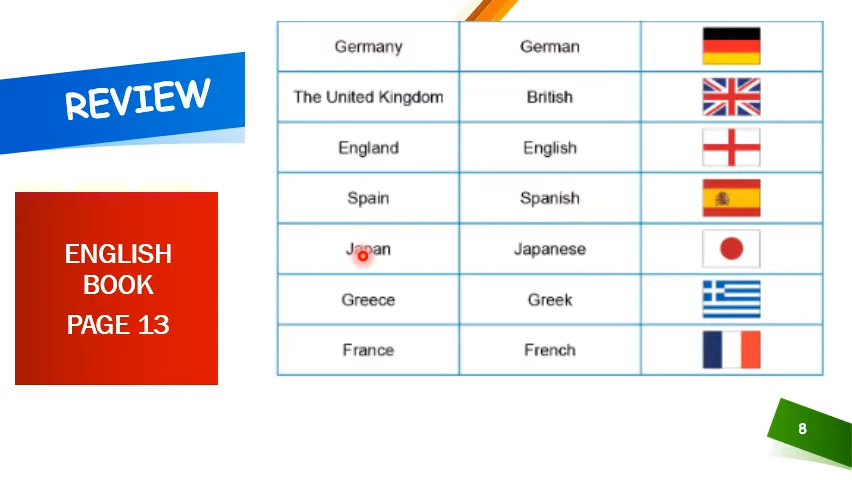 REVIEW
ENGLISH
BOOK
PAGE 13
Germany German
The United Kingdom British
England English
Spain Spanish
Japan Japanese
Greece Greek
France French
8